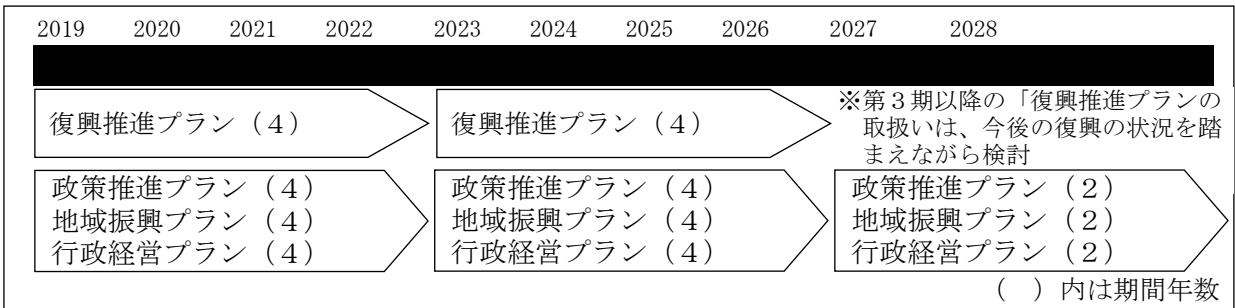 2019 2020 2021 2022 2023 2024 2025 2026 2027 2028
復興推進プラン（４）
復興推進プラン（４）
※第３期以降の「復興推進プランの
取扱いは、今後の復興の状況を踏
まえながら検討
政策推進プラン（４）
地域振興プラン（４）
行政経営プラン（４）
政策推進プラン（４）
地域振興プラン（４）
行政経営プラン（４）
政策推進プラン（２）
地域振興プラン（２）
行政経営プラン（２）
（　）内は期間年数